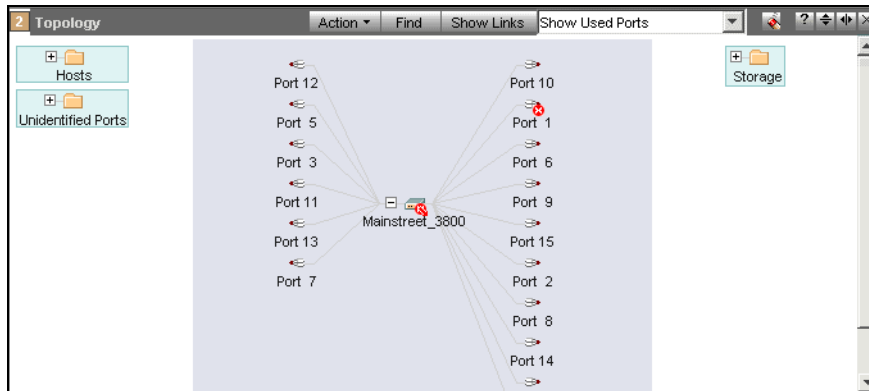 2 Topology Action Find Show Links Show Used Ports ?
Hosts
Unidentified Ports
Port 12
Port 5
Port 3
Port 11
Port 13
Port 7
Mainstreet_3800
Port 10
Port 1
Port 6
Port 9
Port 15
Port 2
Port 8
Port 14
Storage